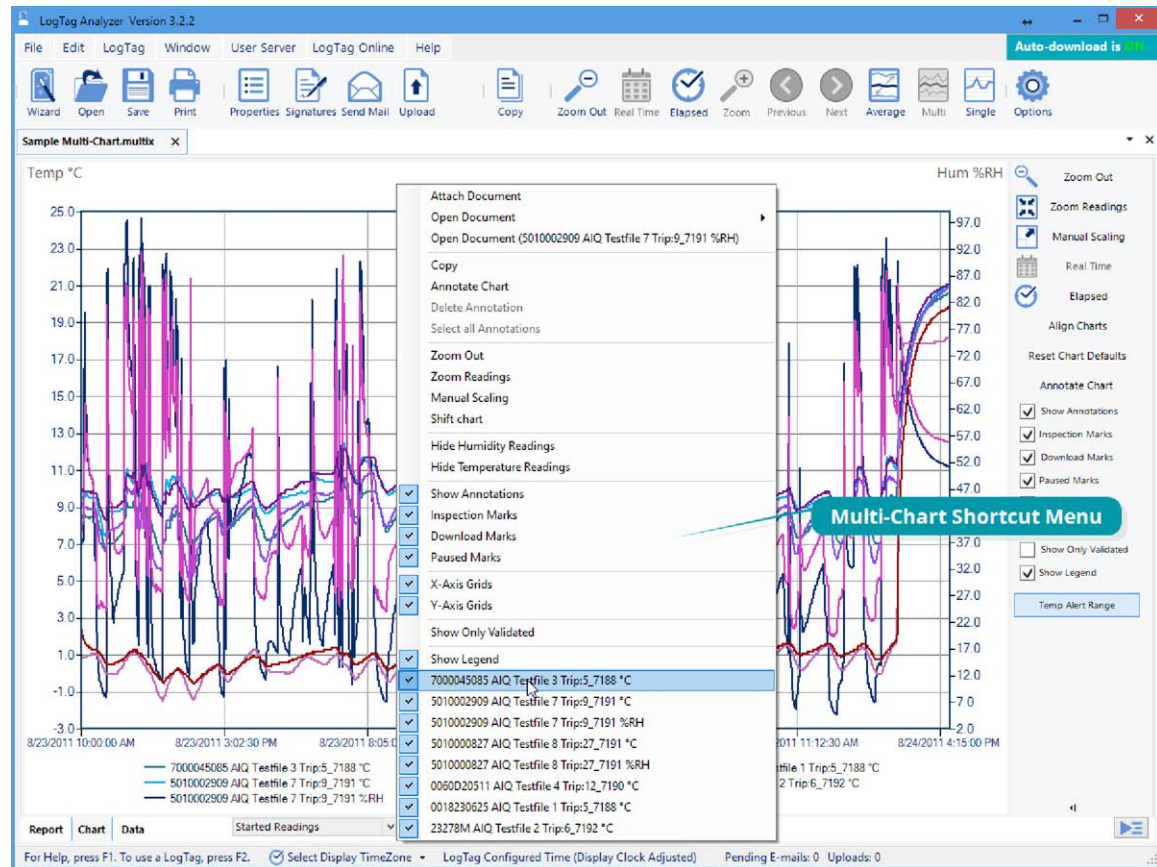 LogTag Analyzer Version 3.2.2
File Edit LogTag Window User Server LogTag Online Help
Auto-download is ON
Wizard Open Save Print Properties Signatures Send Mail Upload Copy Zoom Out Real Time Elapsed Zoom Previous Next Average Multi Single Options
Sample Multi-Chart.multix
Temp °C
Hum %RH
25.0
23.0
21.0
19.0
17.0
15.0
13.0
11.0
9.0
7.0
5.0
3.0
1.0
-1.0
-3.0
Attach Document
Open Document
Open Document (5010002909 AIQ Testfile 7 Trip:9_7191 %RH)
Copy
Annotate Chart
Delete Annotation
Select all Annotations
Zoom Out
Zoom Readings
Manual Scaling
Shift chart
Hide Humidity Readings
Hide Temperature Readings
Show Annotations
Inspection Marks
Download Marks
Paused Marks
X-Axis Grids
Y-Axis Grids
Show Only Validated
Show Legend
7000045085 AIQ Testfile 3 Trip:5_7188 °C
5010002909 AIQ Testfile 7 Trip:9_7191 °C
5010002909 AIQ Testfile 7 Trip:9_7191 %RH
5010000827 AIQ Testfile 8 Trip:27_7191 °C
5010000827 AIQ Testfile 8 Trip:27_7191 %RH
0060D20511 AIQ Testfile 4 Trip:12_7190 °C
0018230625 AIQ Testfile 1 Trip:5_7188 °C
23278M AIQ Testfile 2 Trip:6_7192 °C
97.0
92.0
87.0
82.0
77.0
72.0
67.0
62.0
57.0
52.0
47.0
37.0
32.0
27.0
22.0
17.0
12.0
7.0
2.0
Multi-Chart Shortcut Menu
Zoom Out
Zoom Readings
Manual Scaling
Real Time
Elapsed
Align Charts
Reset Chart Defaults
Annotate Chart
Show Annotations
Inspection Marks
Download Marks
Paused Marks
Show Only Validated
Show Legend
Temp Alert Range
8/23/2011 10:00:00 AM 8/23/2011 3:02:30 PM 8/23/2011 8:05:0 2011 11:12:30 AM 8/24/2011 4:15:00 PM
7000045085 AIQ Testfile 3 Trip:5_7188 °C
5010002909 AIQ Testfile 7 Trip:9_7191 °C
5010002909 AIQ Testfile 7 Trip:9_7191 %RH
stfile 1 Trip:5_7188 °C
2 Trip:6_7192 °C
Report Chart Data Started Readings
For Help, press F1. To use a LogTag, press F2. Select Display TimeZone LogTag Configured Time (Display Clock Adjusted) Pending E-mails: 0 Uploads: 0